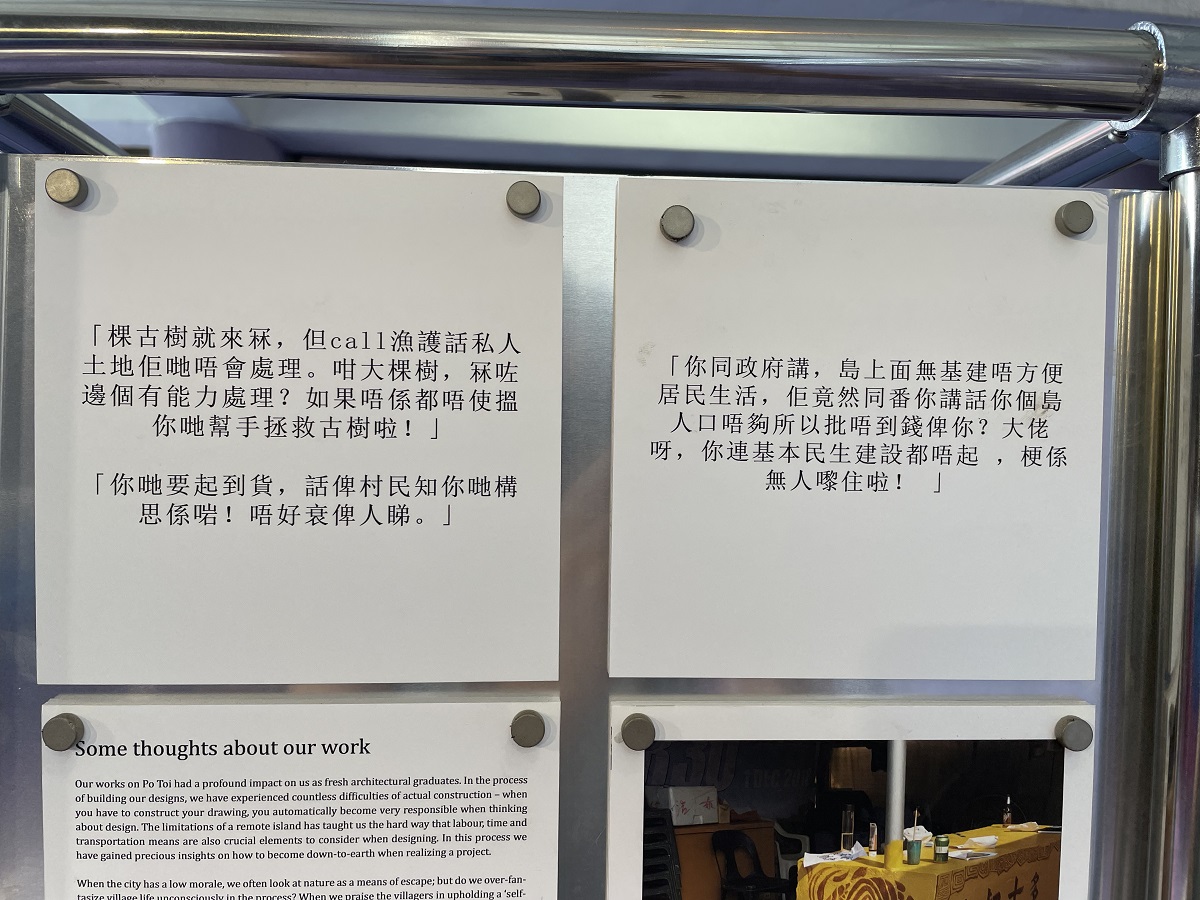 「棵古樹就來冧，但call漁護話私人
土地佢哋唔會處理。咁大棵樹，冧咗
邊個有能力處理？如果唔係都唔使搵
你哋幫手拯救古樹啦！」
「你哋要起到貨，話俾村民知你哋構
思係啱！唔好衰俾人睇。」
「你同政府講，島上面無基建唔方便
居民生活，佢竟然同番你講話你個島
人口唔夠所以批唔到錢俾你？大佬
呀，你連基本民生建設都唔起 ，梗係
無人嚟住啦！ 」
Some thoughts about our work
Our works on Po Toi had a profound impact on us as fresh architectural graduates. In the process
of building our designs, we have experienced countless difficulties of actual construction – when
you have to construct your drawing, you automatically become very responsible when thinking
about design. The limitations of a remote island has taught us the hard way that labour, time and
transportation means are also crucial elements to consider when designing. In this process we
have gained precious insights on how to become down-to-earth when realizing a project.
When the city has a low morale, we often look at nature as a means of escape; but do we over-fan-
tasize village life unconsciously in the process? When we praise the villagers in upholding a 'self-